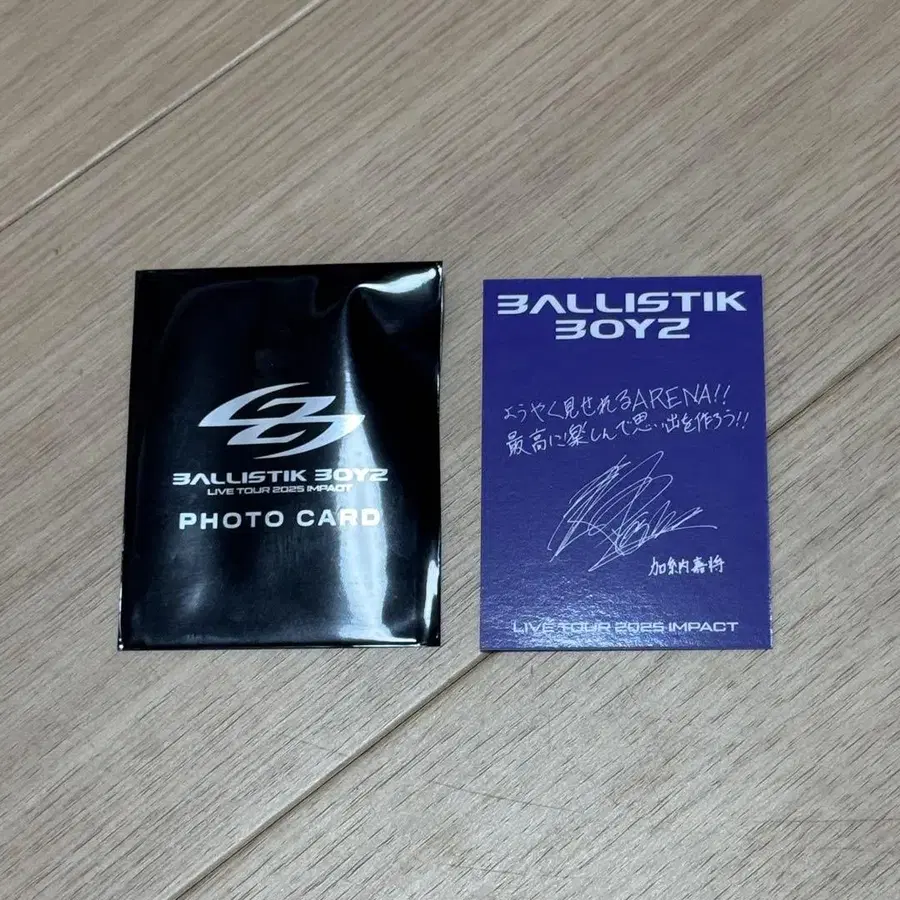 BALLISTIK BOYZ
LIVE TOUR 2025 IMPACT
PHOTO CARD
BALLISTIK
BOYZ
ようやく見せれるARENA!!
最高に楽しんで思い出を作ろう!!
加納嘉将
LIVE TOUR 2025 IMPACT